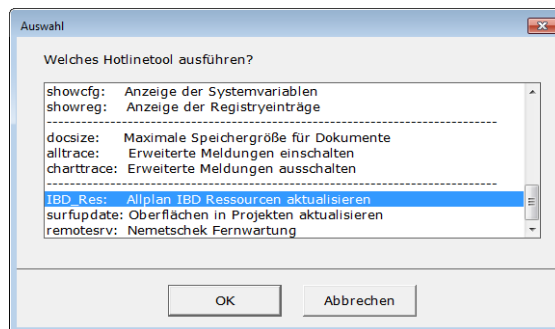 Auswahl
Welches Hotlinetool ausführen?
showcfg: Anzeige der Systemvariablen
showreg: Anzeige der Registryeinträge
--------------------------------------------------------------------------------
docsize: Maximale Speichergröße für Dokumente
alltrace: Erweiterte Meldungen einschalten
charttrace: Erweiterte Meldungen ausschalten
--------------------------------------------------------------------------------
IBD_Res: Allplan IBD Ressourcen aktualisieren
surfupdate: Oberflächen in Projekten aktualisieren
remotesrv: Nemetschek Fernwartung
OK Abbrechen